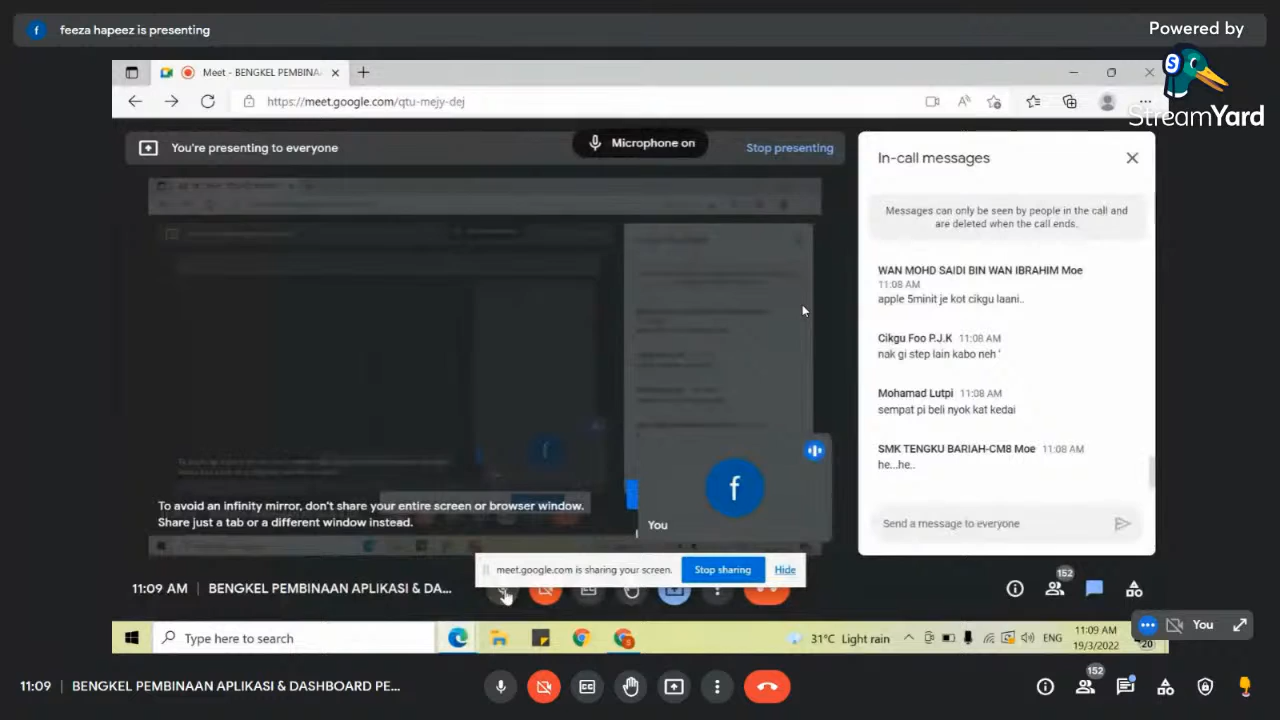 f feeza hapeez is presenting
Powered by
StreamYard
Meet - BENGKEL PEMBINA
https://meet.google.com/qtu-mejy-dej
You're presenting to everyone
Microphone on
Stop presenting
In-call messages
Messages can only be seen by people in the call and
are deleted when the call ends.
WAN MOHD SAIDI BIN WAN IBRAHIM Moe
11:08 AM
apple 5minit je kot cikgu laani..
Cikgu Foo P.J.K 11:08 AM
nak gi step lain kabo neh '
Mohamad Lutpi 11:08 AM
sempat pi beli nyok kat kedai
SMK TENGKU BARIAH-CM8 Moe 11:08 AM
he...he..
Send a message to everyone
To avoid an infinity mirror, don't share your entire screen or browser window.
Share just a tab or a different window instead.
f
You
meet.google.com is sharing your screen. Stop sharing Hide
11:09 AM BENGKEL PEMBINAAN APLIKASI & DA...
152
Type here to search
31°C Light rain
ENG
11:09 AM
19/3/2022
20
You
11:09 BENGKEL PEMBINAAN APLIKASI & DASHBOARD PE...
152